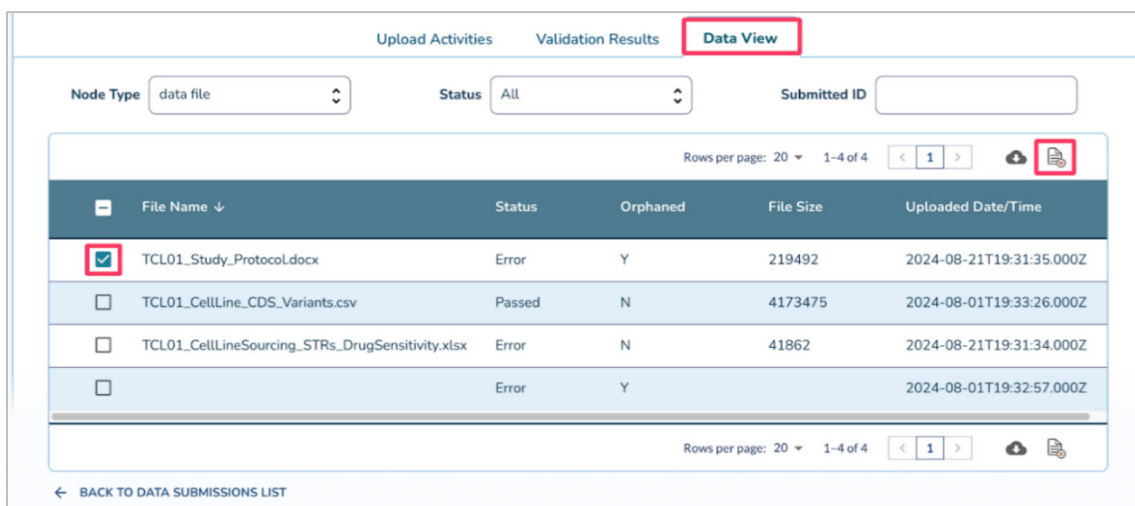 Upload Activities Validation Results Data View
Node Type data file Status All Submitted ID
Rows per page: 20 1–4 of 4 < 1 >
File Name ↓ Status Orphaned File Size Uploaded Date/Time
TCL01_Study_Protocol.docx Error Y 219492 2024-08-21T19:31:35.000Z
TCL01_CellLine_CDS_Variants.csv Passed N 4173475 2024-08-01T19:33:26.000Z
TCL01_CellLineSourcing_STRs_DrugSensitivity.xlsx Error N 41862 2024-08-21T19:31:34.000Z
Error Y 2024-08-01T19:32:57.000Z
Rows per page: 20 1–4 of 4 < 1 >
← BACK TO DATA SUBMISSIONS LIST